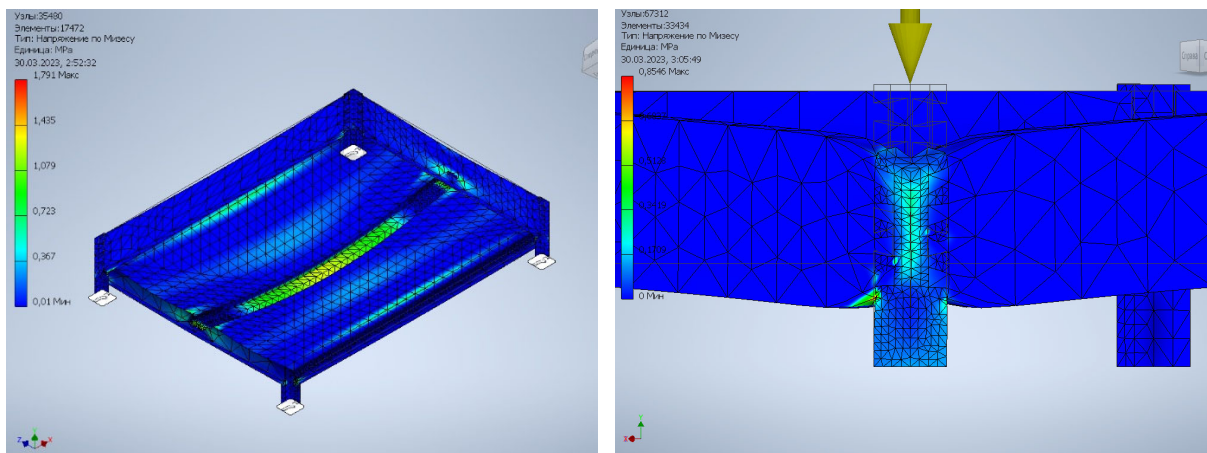 Узлы:35480
Элементы:17472
Тип: Напряжение по Мизесу
Единица: MPa
30.03.2023, 2:52:32
1,791 Макс
1,435
1,079
0,723
0,367
0,01 Мин
Z
Y
X
Узлы:67312
Элементы:33434
Тип: Напряжение по Мизесу
Единица: MPa
30.03.2023, 3:05:49
0,8546 Макс
0 Мин
Y
X